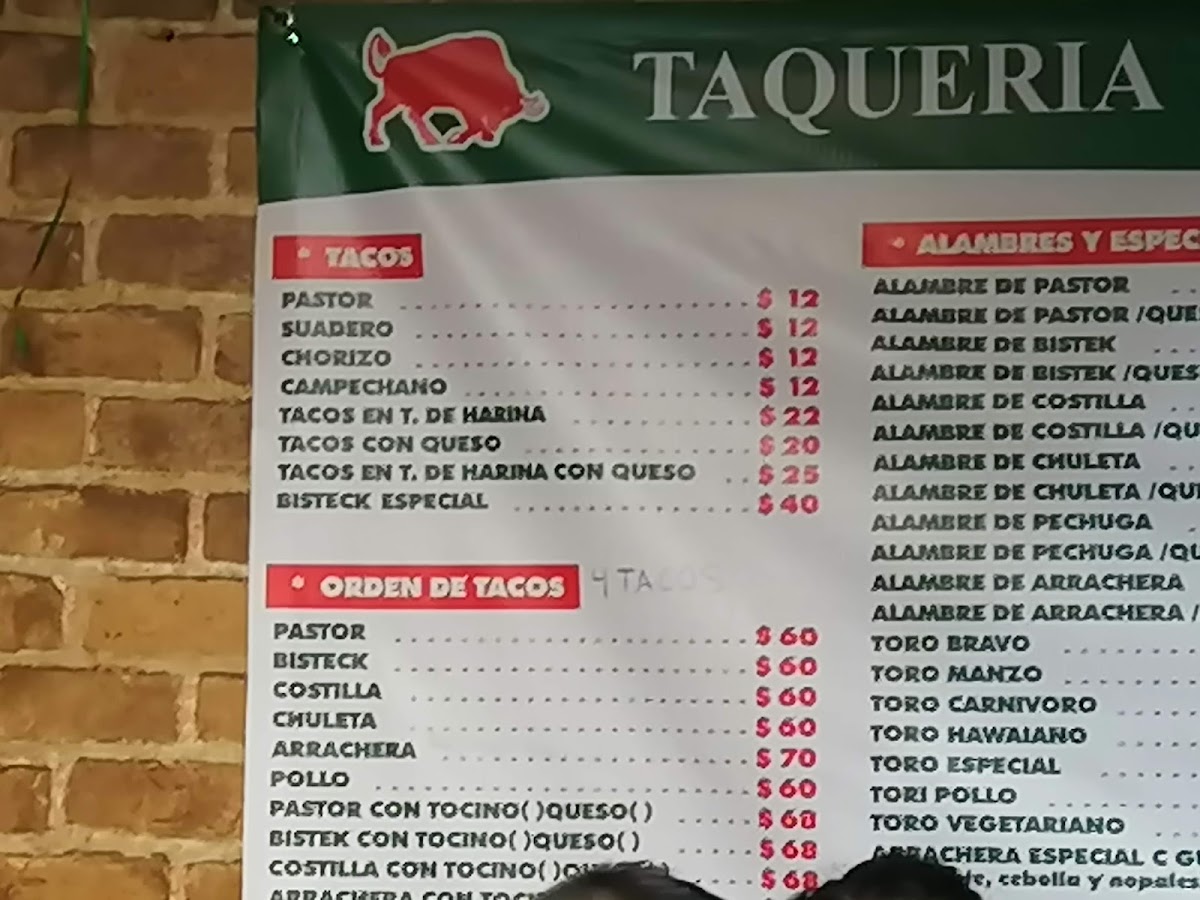 TAQUERIA
* TACOS
PASTOR $ 12
SUADERO $ 12
CHORIZO $ 12
CAMPECHANO $ 12
TACOS EN T. DE HARINA $ 22
TACOS CON QUESO $ 20
TACOS EN T. DE HARINA CON QUESO $ 25
BISTECK ESPECIAL $ 40
* ORDEN DE TACOS 4 TACOS
PASTOR $ 60
BISTECK $ 60
COSTILLA $ 60
CHULETA $ 60
ARRACHERA $ 70
POLLO $ 60
PASTOR CON TOCINO( )QUESO( ) $ 68
BISTEK CON TOCINO( )QUESO( ) $ 68
COSTILLA CON TOCINO( )QU $ 68
ARRACHERA CON TOC
* ALAMBRES Y ESPEC
ALAMBRE DE PASTOR
ALAMBRE DE PASTOR /QUE
ALAMBRE DE BISTEK
ALAMBRE DE BISTEK /QUES
ALAMBRE DE COSTILLA
ALAMBRE DE COSTILLA /QU
ALAMBRE DE CHULETA
ALAMBRE DE CHULETA /QU
ALAMBRE DE PECHUGA
ALAMBRE DE PECHUGA /QU
ALAMBRE DE ARRACHERA
ALAMBRE DE ARRACHERA /
TORO BRAVO
TORO MANZO
TORO CARNIVORO
TORO HAWAIANO
TORO ESPECIAL
TORI POLLO
TORO VEGETARIANO
ARRACHERA ESPECIAL C G
cebolla y nopales